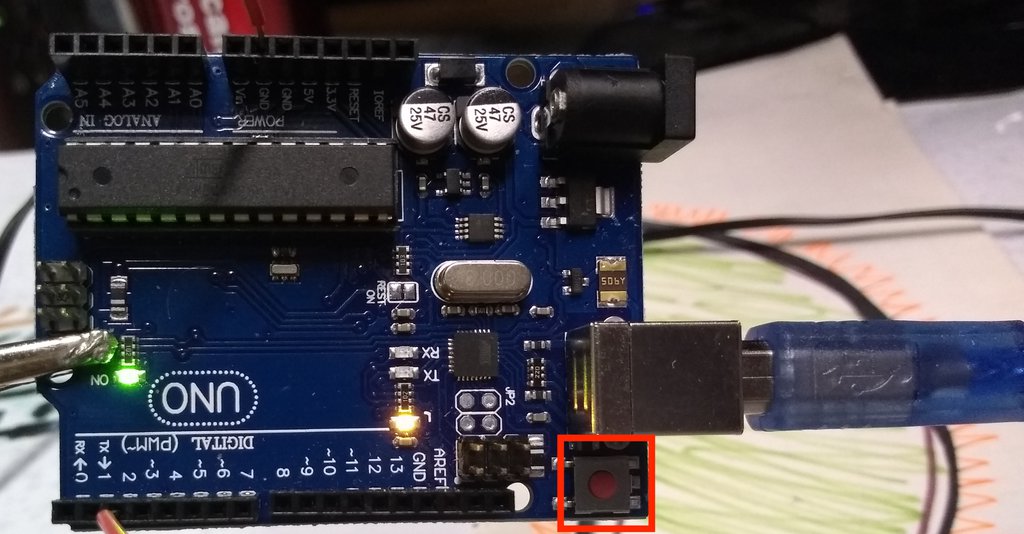 IOREF
RESET
3.3V
5V
GND
GND
Vin
A0
A1
A2
A3
A4
A5
POWER
ANALOG IN
CS
47
25V
CS
47
25V
REST
ON
RX
TX
L
ON
UNO
JP2
DIGITAL
(PWM~)
RX ←0
TX →1
2
~3
4
~5
~6
7
8
~9
~10
~11
12
13
GND
AREF